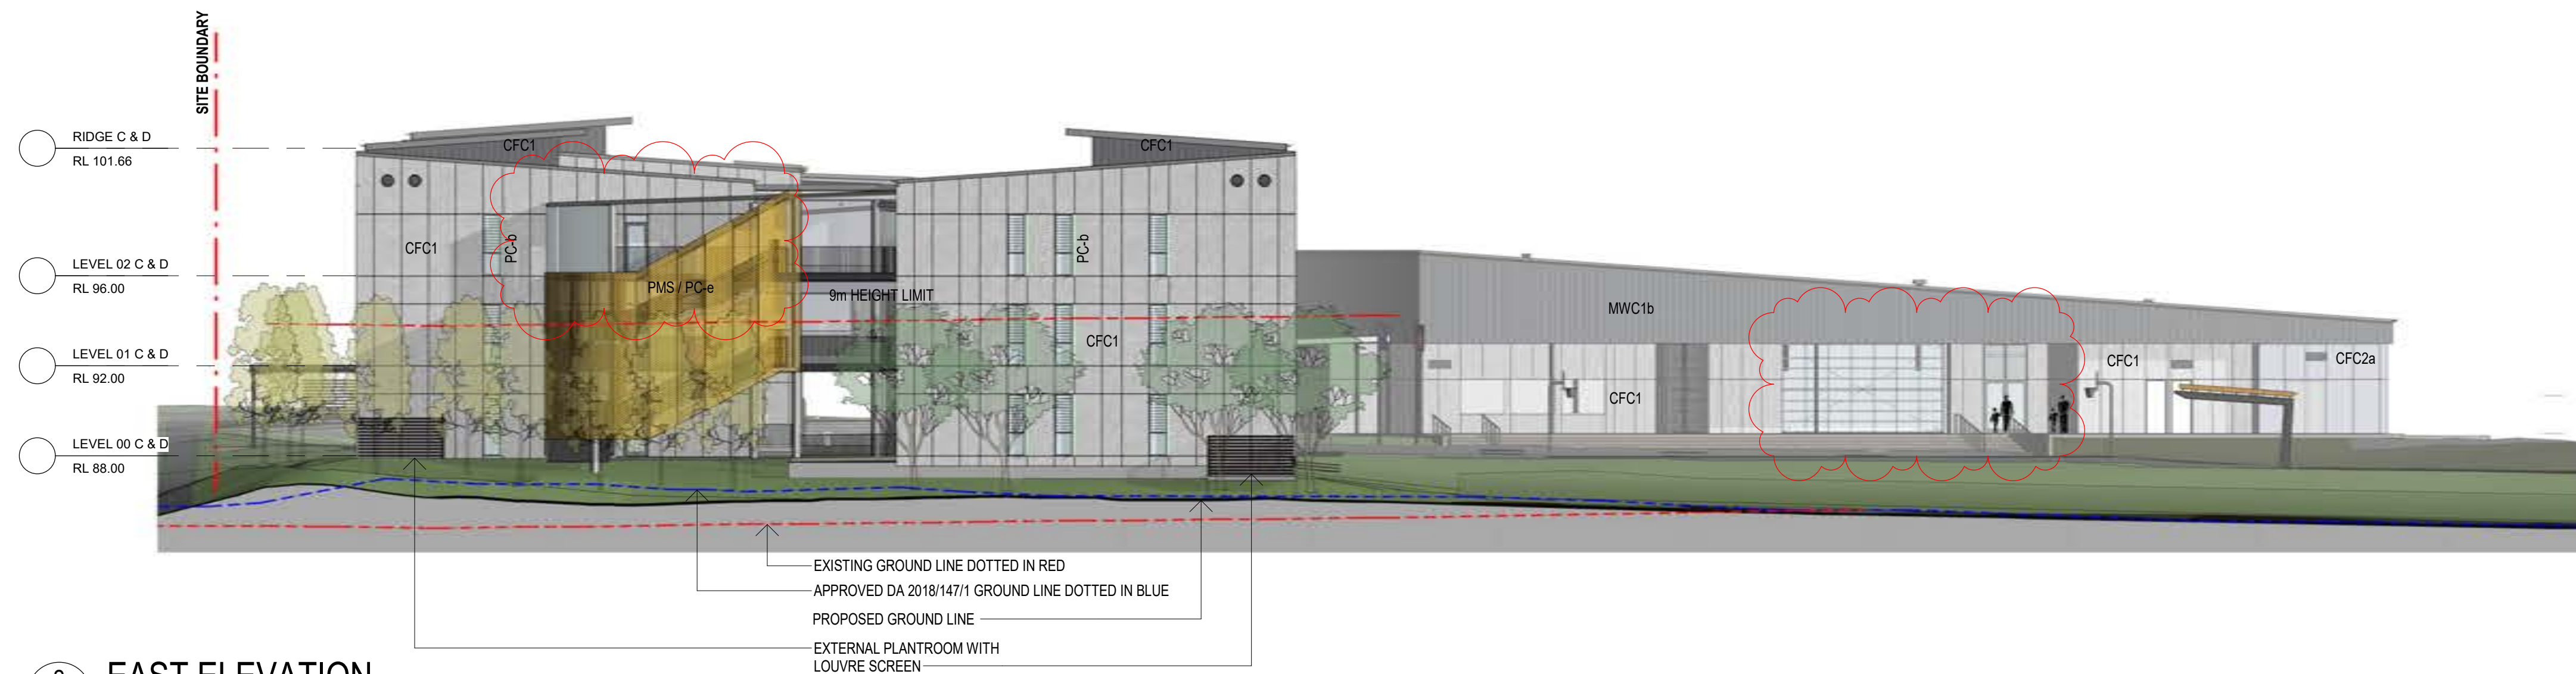 SITE BOUNDARY
RIDGE C & D
RL 101.66
LEVEL 02 C & D
RL 96.00
LEVEL 01 C & D
RL 92.00
LEVEL 00 C & D
RL 88.00
CFC1
CFC1
CFC1
PC-b
PC-b
PMS / PC-e
9m HEIGHT LIMIT
CFC1
MWC1b
CFC1
CFC1
CFC2a
EXISTING GROUND LINE DOTTED IN RED
APPROVED DA 2018/147/1 GROUND LINE DOTTED IN BLUE
PROPOSED GROUND LINE
EXTERNAL PLANTROOM WITH
LOUVRE SCREEN
EAST ELEVATION